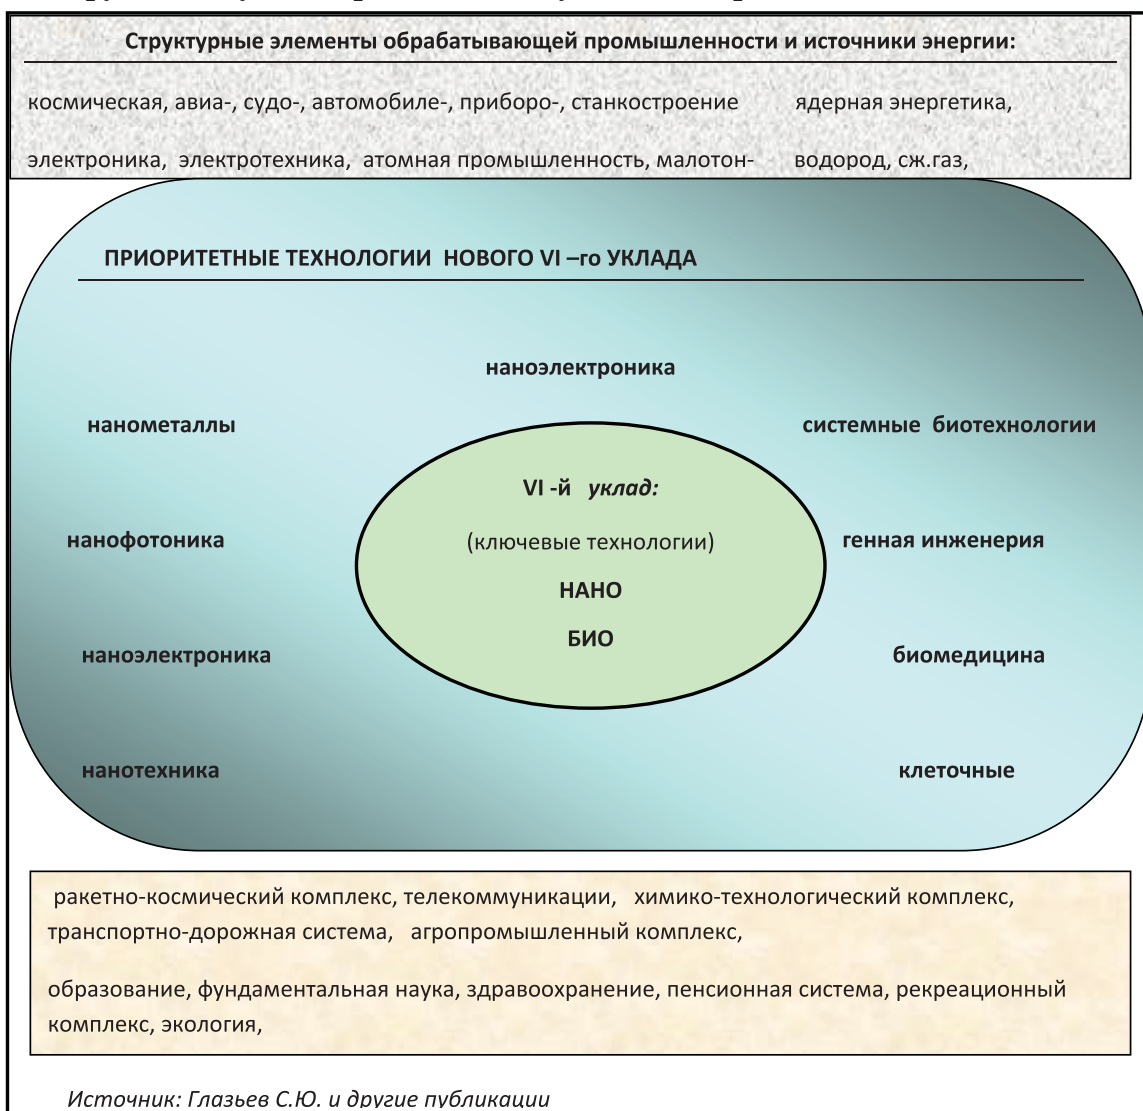 Структурные элементы обрабатывающей промышленности и источники энергии:
космическая, авиа-, судо-, автомобиле-, приборо-, станкостроение ядерная энергетика,
электроника, электротехника, атомная промышленность, малотон- водород, сж.газ,
ПРИОРИТЕТНЫЕ ТЕХНОЛОГИИ НОВОГО VI –го УКЛАДА
наноэлектроника
нанометаллы системные биотехнологии
VI -й уклад:
нанофотоника (ключевые технологии) генная инженерия
НАНО
БИО
наноэлектроника биомедицина
нанотехника клеточные
ракетно-космический комплекс, телекоммуникации, химико-технологический комплекс,
транспортно-дорожная система, агропромышленный комплекс,
образование, фундаментальная наука, здравоохранение, пенсионная система, рекреационный
комплекс, экология,
Источник: Глазьев С.Ю. и другие публикации